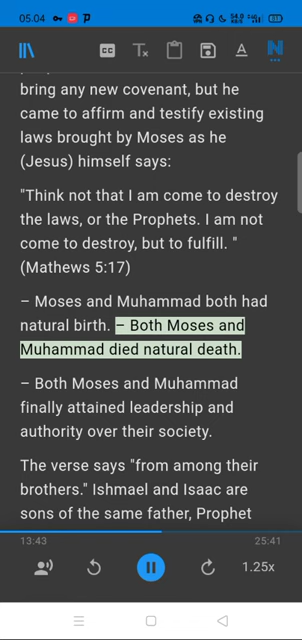 05.04
CC
bring any new covenant, but he
came to affirm and testify existing
laws brought by Moses as he
(Jesus) himself says:
"Think not that I am come to destroy
the laws, or the Prophets. I am not
come to destroy, but to fulfill. "
(Mathews 5:17)
– Moses and Muhammad both had
natural birth. – Both Moses and
Muhammad died natural death.
– Both Moses and Muhammad
finally attained leadership and
authority over their society.
The verse says "from among their
brothers." Ishmael and Isaac are
sons of the same father, Prophet
13:43 25:41
1.25x